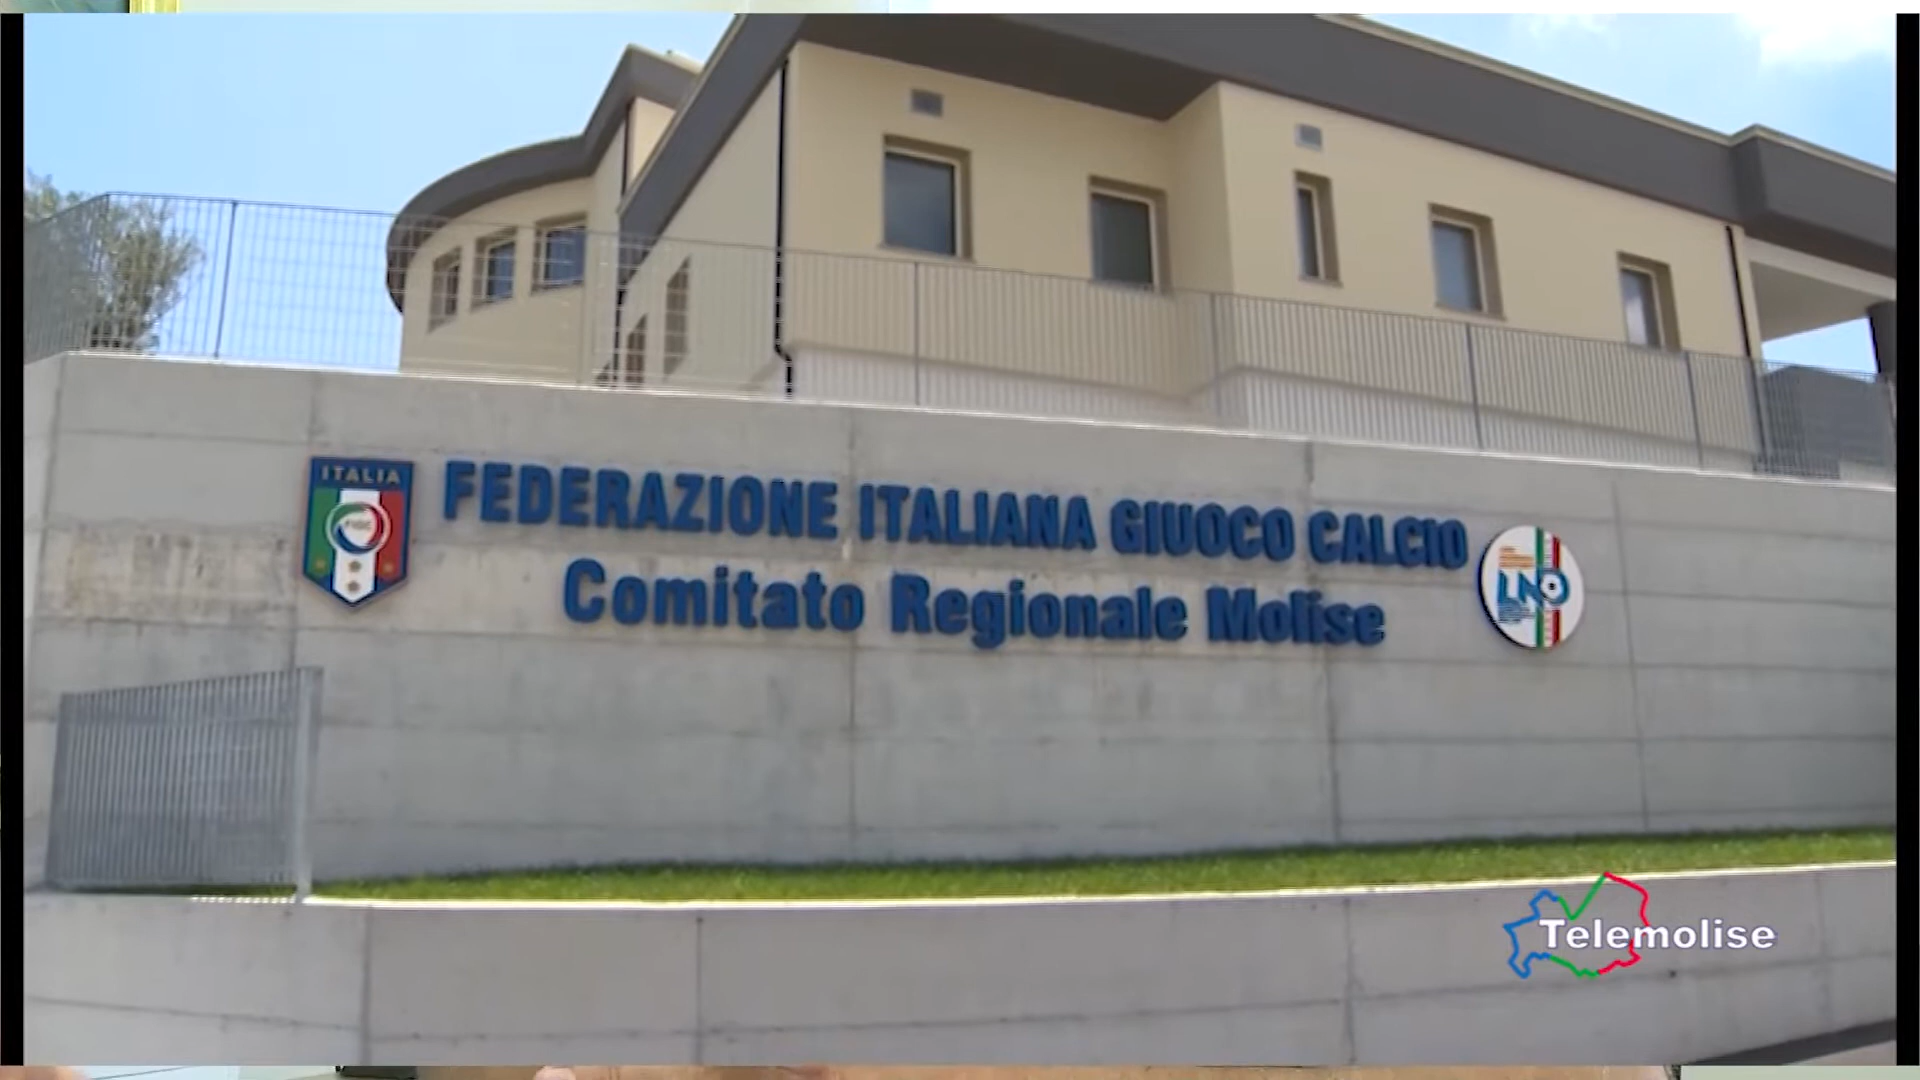 ITALIA
FIGC
FEDERAZIONE ITALIANA GIUOCO CALCIO
Comitato Regionale Molise
LND
Telemolise